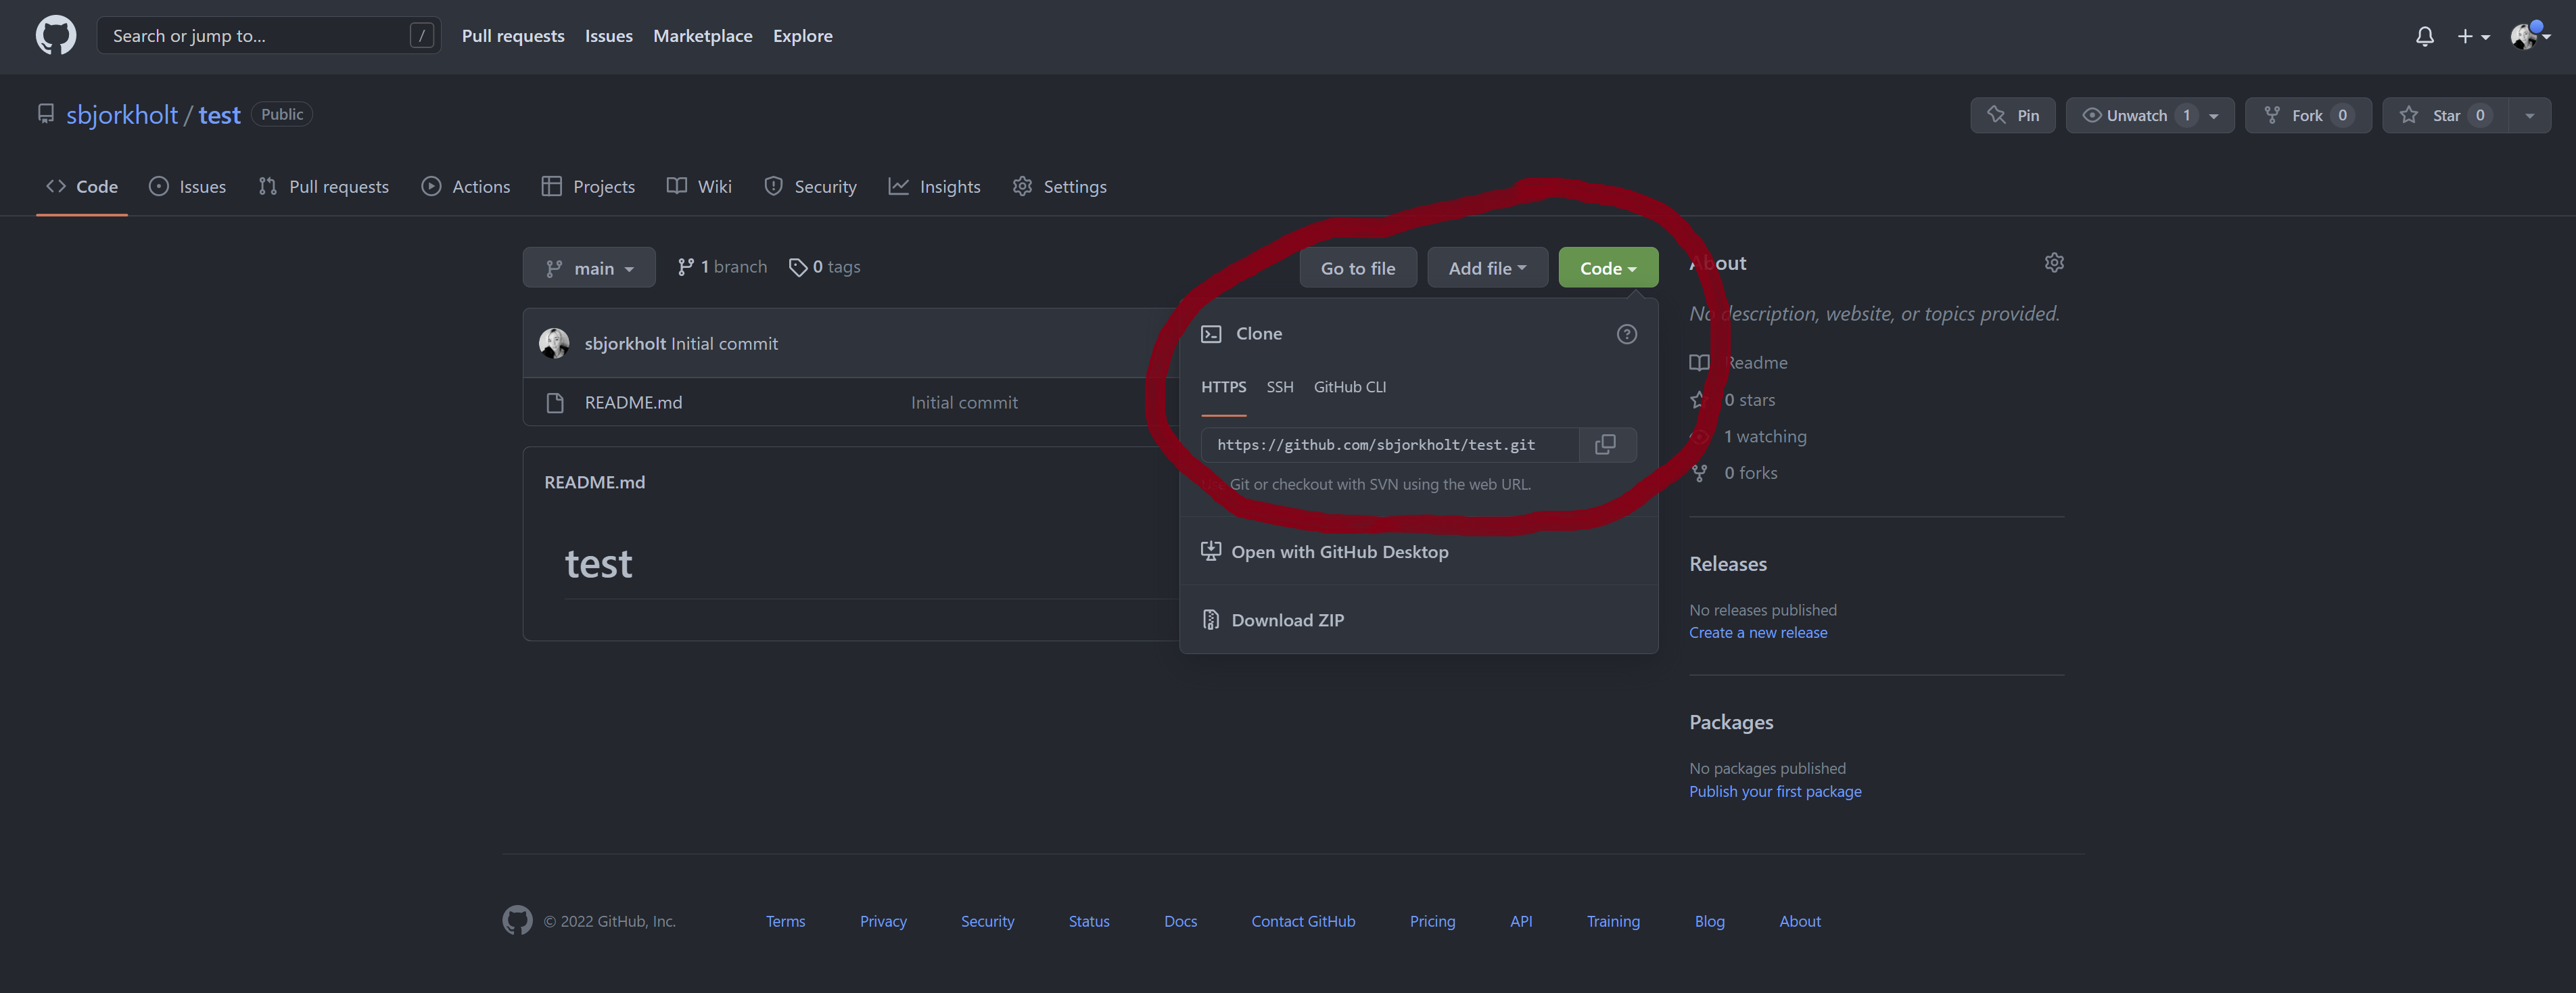 Search or jump to... /
Pull requests Issues Marketplace Explore
sbjorkholt / test Public
Pin Unwatch 1 Fork 0 Star 0
Code Issues Pull requests Actions Projects Wiki Security Insights Settings
main 1 branch 0 tags Go to file Add file Code
sbjorkholt Initial commit
README.md Initial commit
README.md
test
Clone
HTTPS SSH GitHub CLI
https://github.com/sbjorkholt/test.git
Use Git or checkout with SVN using the web URL.
Open with GitHub Desktop
Download ZIP
About
No description, website, or topics provided.
Readme
0 stars
1 watching
0 forks
Releases
No releases published
Create a new release
Packages
No packages published
Publish your first package
© 2022 GitHub, Inc. Terms Privacy Security Status Docs Contact GitHub Pricing API Training Blog About